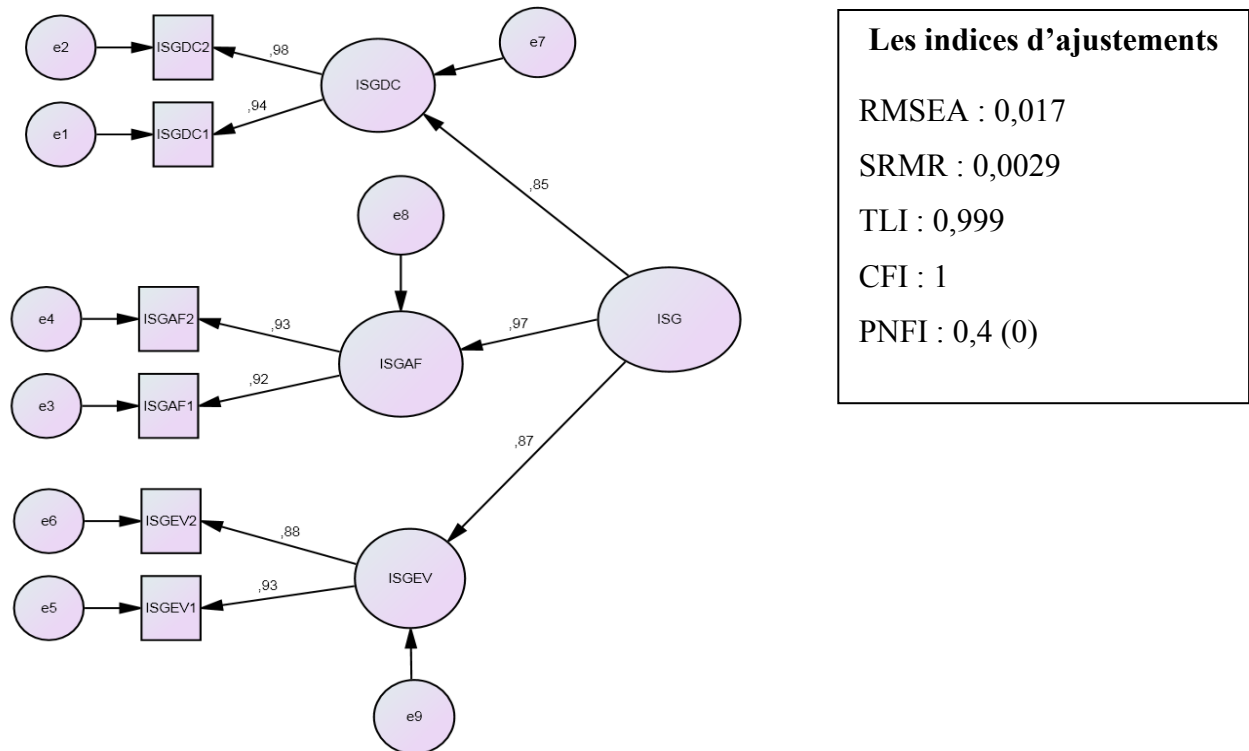 e2
ISGDC2
,98
e7
ISGDC
e1
ISGDC1
,94
,85
e8
e4
ISGAF2
,93
,97
ISG
ISGAF
e3
ISGAF1
,92
,87
e6
ISGEV2
,88
ISGEV
e5
ISGEV1
,93
e9
Les indices d’ajustements
RMSEA : 0,017
SRMR : 0,0029
TLI : 0,999
CFI : 1
PNFI : 0,4 (0)